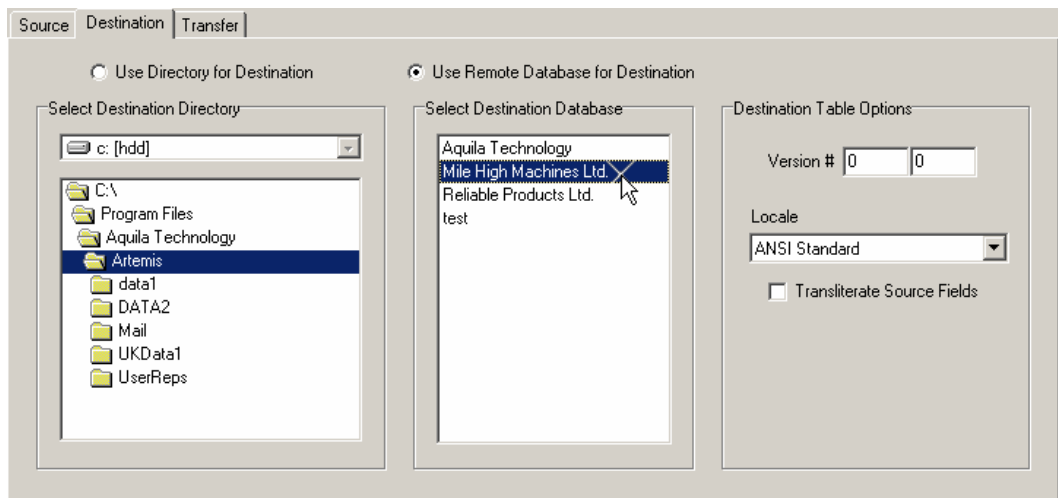 Source Destination Transfer
Use Directory for Destination Use Remote Database for Destination
Select Destination Directory
c: [hdd]
C:\
Program Files
Aquila Technology
Artemis
data1
DATA2
Mail
UKData1
UserReps
Select Destination Database
Aquila Technology
Mile High Machines Ltd.
Reliable Products Ltd.
test
Destination Table Options
Version # 0 0
Locale
ANSI Standard
Transliterate Source Fields